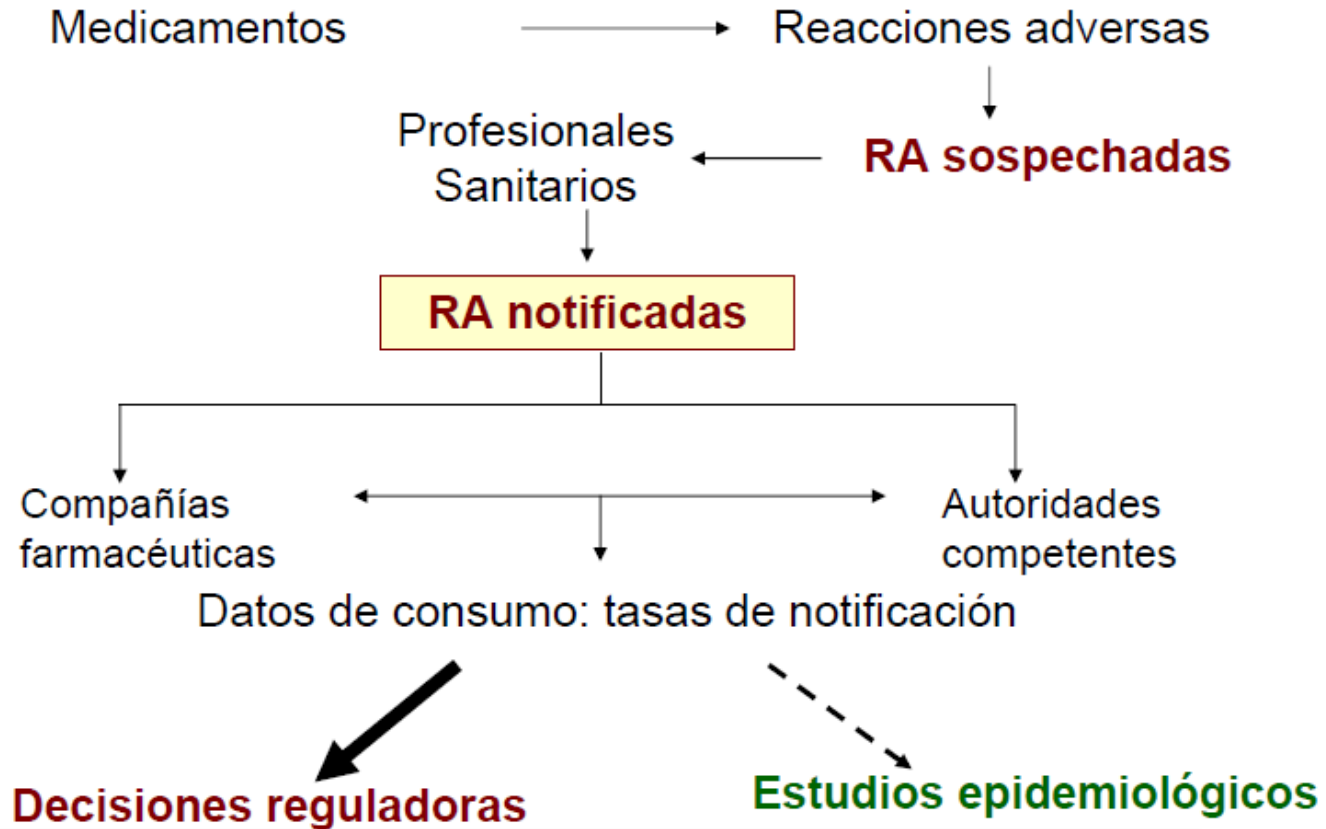 Medicamentos
Reacciones adversas
Profesionales
Sanitarios
RA sospechadas
RA notificadas
Compañías
farmacéuticas
Autoridades
competentes
Datos de consumo: tasas de notificación
Decisiones reguladoras
Estudios epidemiológicos